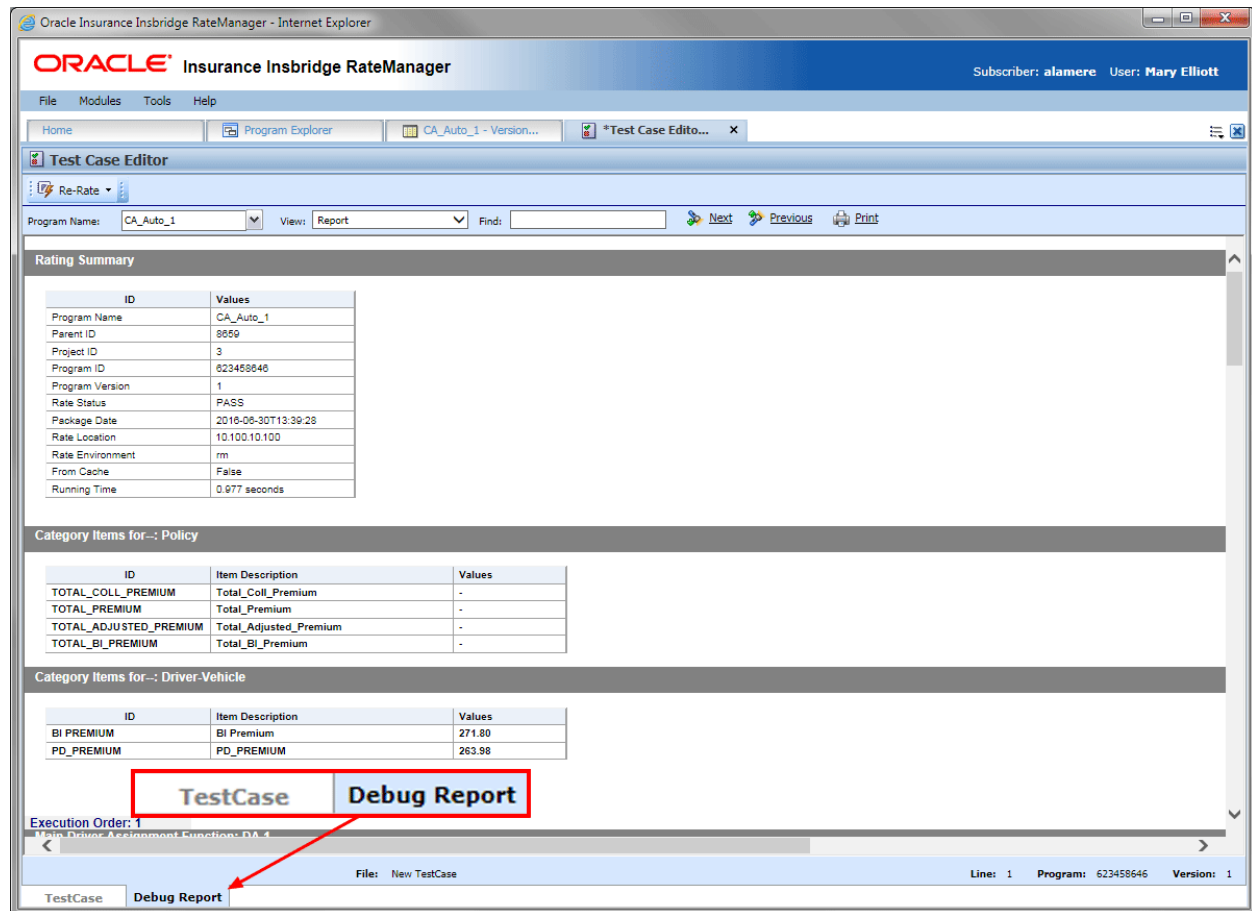 Oracle Insurance Insbridge RateManager - Internet Explorer
ORACLE Insurance Insbridge RateManager
Subscriber: alamere User: Mary Elliott
File Modules Tools Help
Home Program Explorer CA_Auto_1 - Version... *Test Case Edito... x
Test Case Editor
Re-Rate
Program Name: CA_Auto_1 View: Report Find: Next Previous Print
Rating Summary
ID Values
Program Name CA_Auto_1
Parent ID 8659
Project ID 3
Program ID 623458646
Program Version 1
Rate Status PASS
Package Date 2016-06-30T13:39:28
Rate Location 10.100.10.100
Rate Environment rm
From Cache False
Running Time 0.977 seconds
Category Items for--: Policy
ID Item Description Values
TOTAL_COLL_PREMIUM Total_Coll_Premium -
TOTAL_PREMIUM Total_Premium -
TOTAL_ADJUSTED_PREMIUM Total_Adjusted_Premium -
TOTAL_BI_PREMIUM Total_BI_Premium -
Category Items for--: Driver-Vehicle
ID Item Description Values
BI PREMIUM BI Premium 271.80
PD_PREMIUM PD_PREMIUM 263.98
TestCase Debug Report
Execution Order: 1
Main Driver Assignment Function: DA 1
File: New TestCase Line: 1 Program: 623458646 Version: 1
TestCase Debug Report